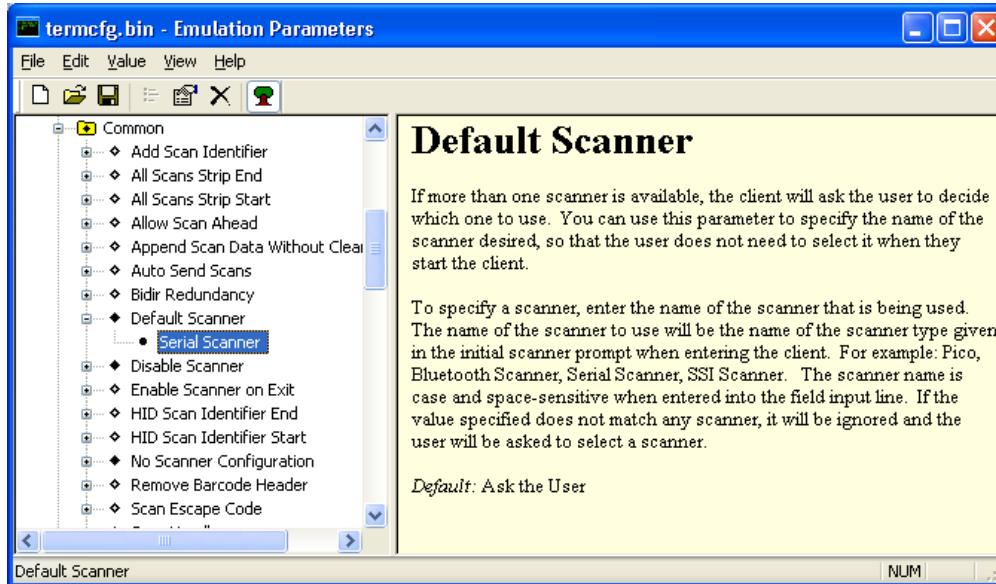 termcfg.bin - Emulation Parameters
File Edit Value View Help
Common
Add Scan Identifier
All Scans Strip End
All Scans Strip Start
Allow Scan Ahead
Append Scan Data Without Clear
Auto Send Scans
Bidir Redundancy
Default Scanner
Serial Scanner
Disable Scanner
Enable Scanner on Exit
HID Scan Identifier End
HID Scan Identifier Start
No Scanner Configuration
Remove Barcode Header
Scan Escape Code
Default Scanner
If more than one scanner is available, the client will ask the user to decide
which one to use. You can use this parameter to specify the name of the
scanner desired, so that the user does not need to select it when they
start the client.
To specify a scanner, enter the name of the scanner that is being used.
The name of the scanner to use will be the name of the scanner type given
in the initial scanner prompt when entering the client. For example: Pico,
Bluetooth Scanner, Serial Scanner, SSI Scanner. The scanner name is
case and space-sensitive when entered into the field input line. If the
value specified does not match any scanner, it will be ignored and the
user will be asked to select a scanner.
Default: Ask the User
Default Scanner
NUM